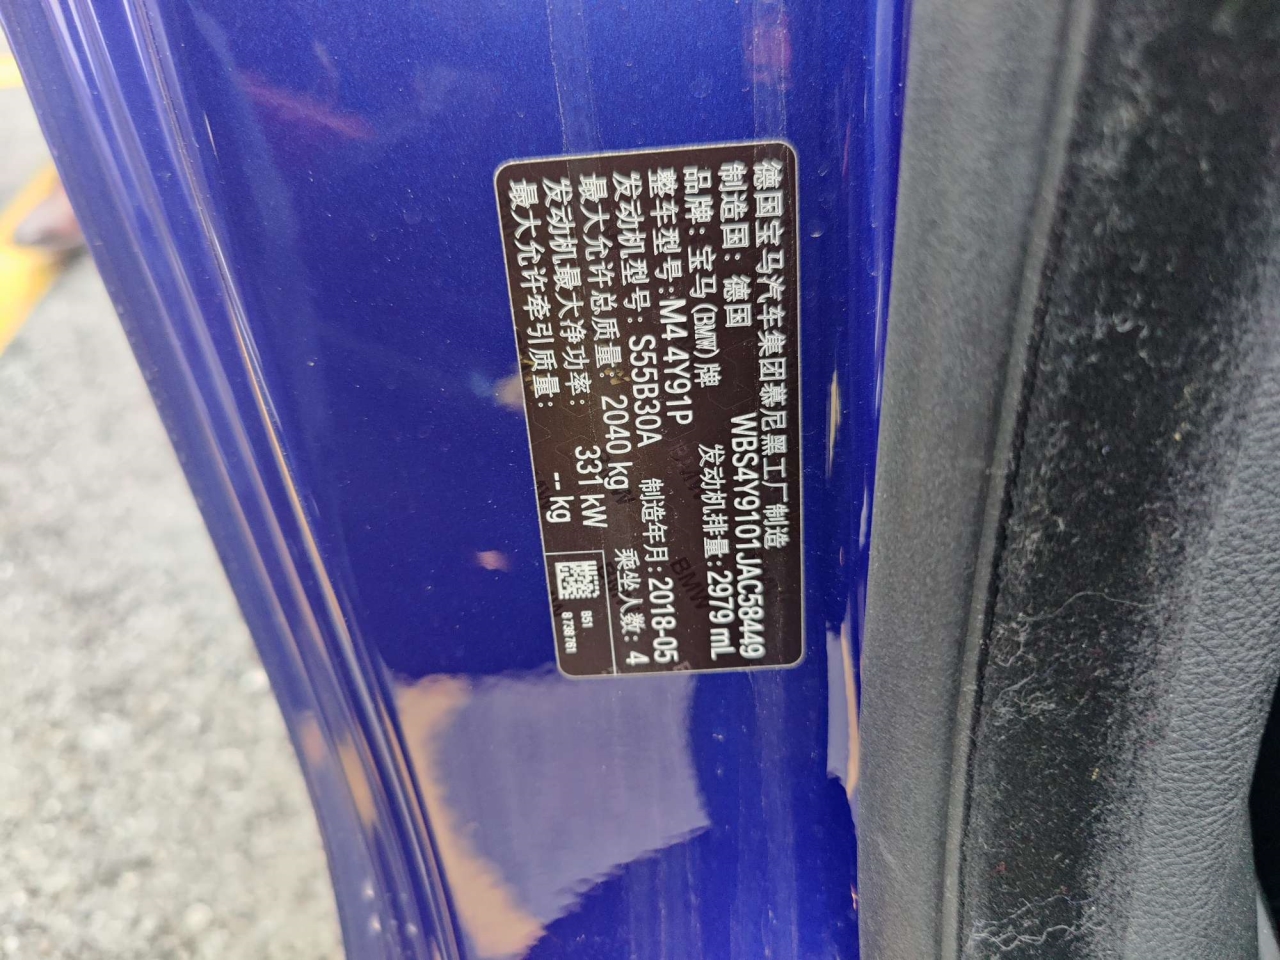 德国宝马汽车集团慕尼黑工厂制造
制造国：德国 WBS4Y9101JAC58449
品牌：宝马(BMW)牌 发动机排量：2979 mL
整车型号：M4 4Y91P 制造年月：2018-05
发动机型号：S55B30A 乘坐人数：4
最大允许总质量：2040 kg
发动机最大净功率：331 kW
最大允许牵引质量：-- kg
B51
8 738 761